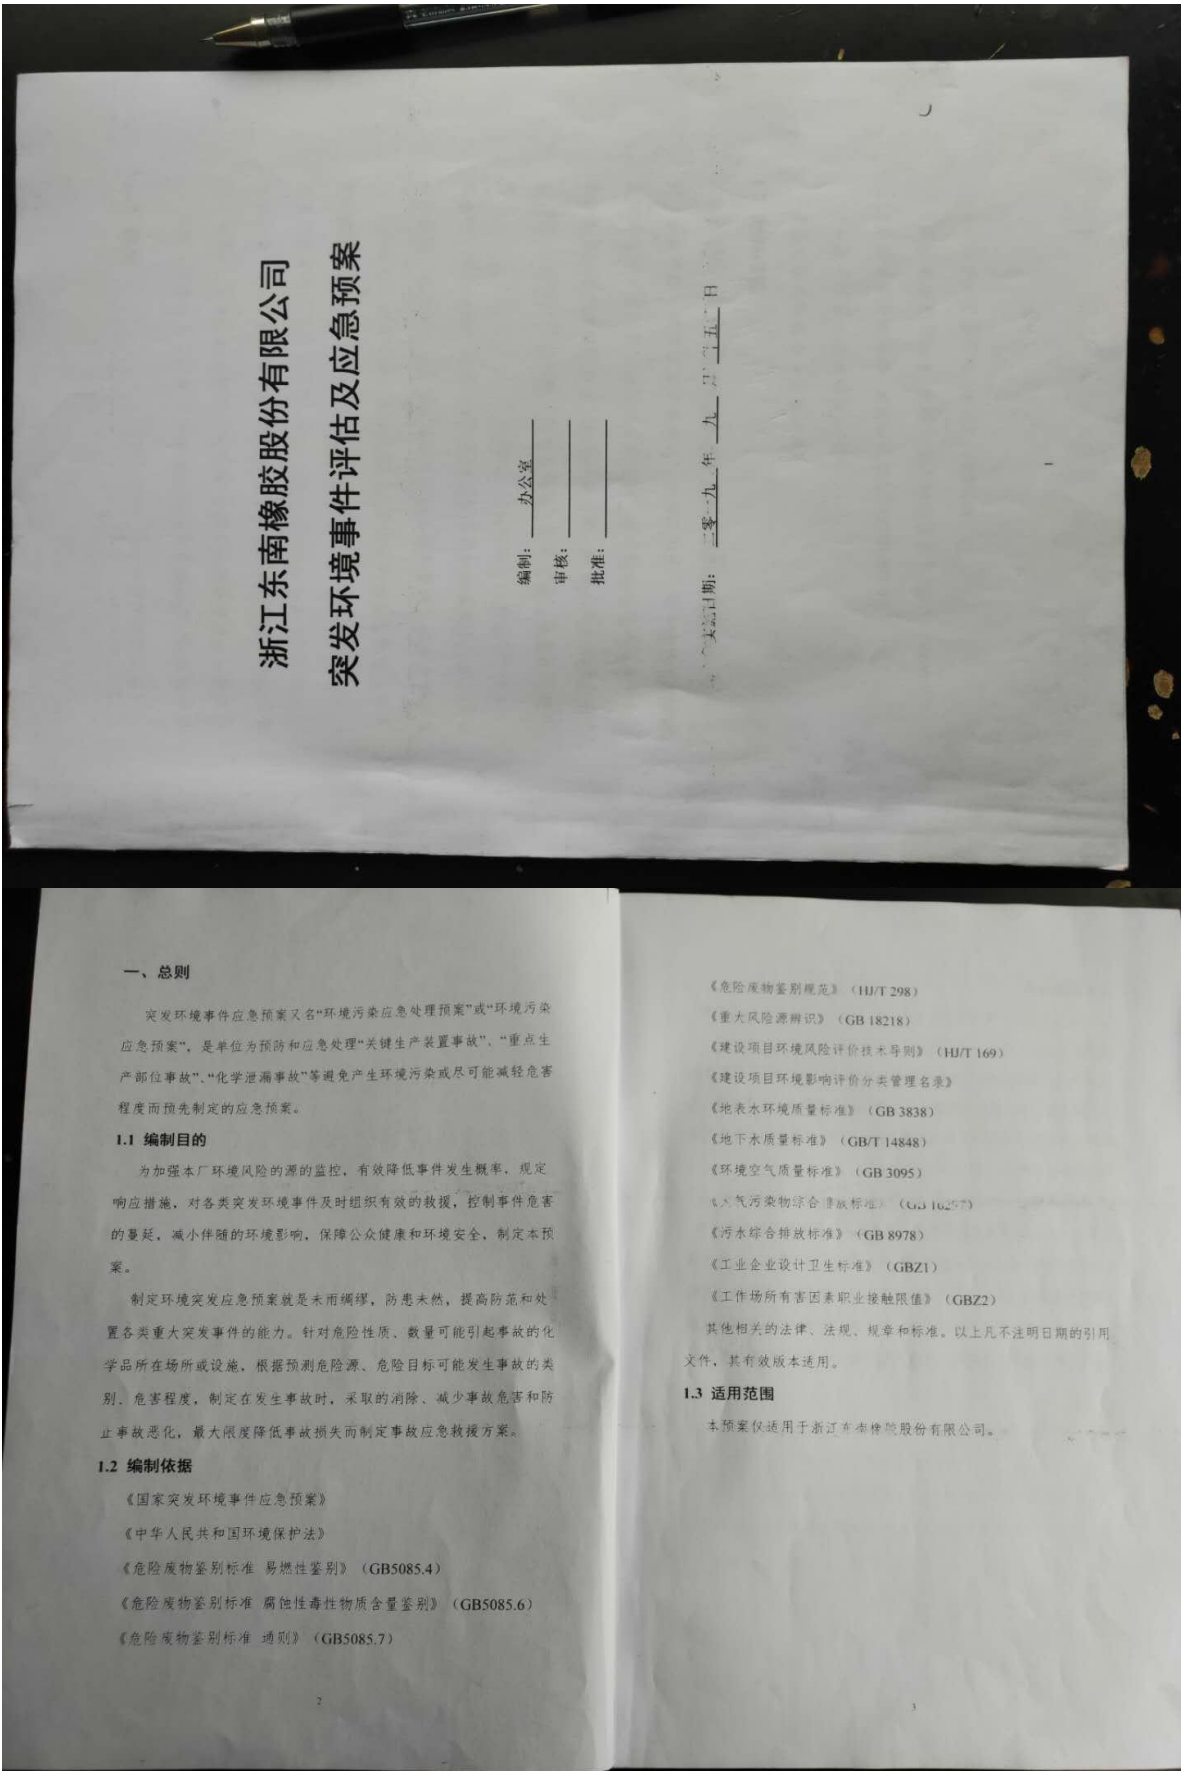 浙江东南橡胶股份有限公司
突发环境事件评估及应急预案
编制： 办公室
审核：
批准：
实施日期： 二零一九 年 九 月 二十五 日
一、总则
突发环境事件应急预案又名“环境污染应急处理预案”或“环境污染
应急预案”，是单位为预防和应急处理“关键生产装置事故”、“重点生
产部位事故”、“化学泄漏事故”等避免产生环境污染或尽可能减轻危害
程度而预先制定的应急预案。
1.1 编制目的
为加强本厂环境风险的源的监控，有效降低事件发生概率，规定
响应措施，对各类突发环境事件及时组织有效的救援，控制事件危害
的蔓延，减小伴随的环境影响，保障公众健康和环境安全，制定本预
案。
制定环境突发应急预案就是未雨绸缪，防患未然，提高防范和处
置各类重大突发事件的能力。针对危险性质、数量可能引起事故的化
学品所在场所或设施，根据预测危险源、危险目标可能发生事故的类
别、危害程度，制定在发生事故时，采取的消除、减少事故危害和防
止事故恶化，最大限度降低事故损失而制定事故应急救援方案。
1.2 编制依据
《国家突发环境事件应急预案》
《中华人民共和国环境保护法》
《危险废物鉴别标准 易燃性鉴别》（GB5085.4）
《危险废物鉴别标准 腐蚀性毒性物质含量鉴别》（GB5085.6）
《危险废物鉴别标准 通则》（GB5085.7）
2
《危险废物鉴别规范》（HJ/T 298）
《重大风险源辨识》（GB 18218）
《建设项目环境风险评价技术导则》（HJ/T 169）
《建设项目环境影响评价分类管理名录》
《地表水环境质量标准》（GB 3838）
《地下水质量标准》（GB/T 14848）
《环境空气质量标准》（GB 3095）
《大气污染物综合排放标准》（GB 16297）
《污水综合排放标准》（GB 8978）
《工业企业设计卫生标准》（GBZ1）
《工作场所有害因素职业接触限值》（GBZ2）
其他相关的法律、法规、规章和标准。以上凡不注明日期的引用
文件，其有效版本适用。
1.3 适用范围
本预案仅适用于浙江东南橡胶股份有限公司。
3